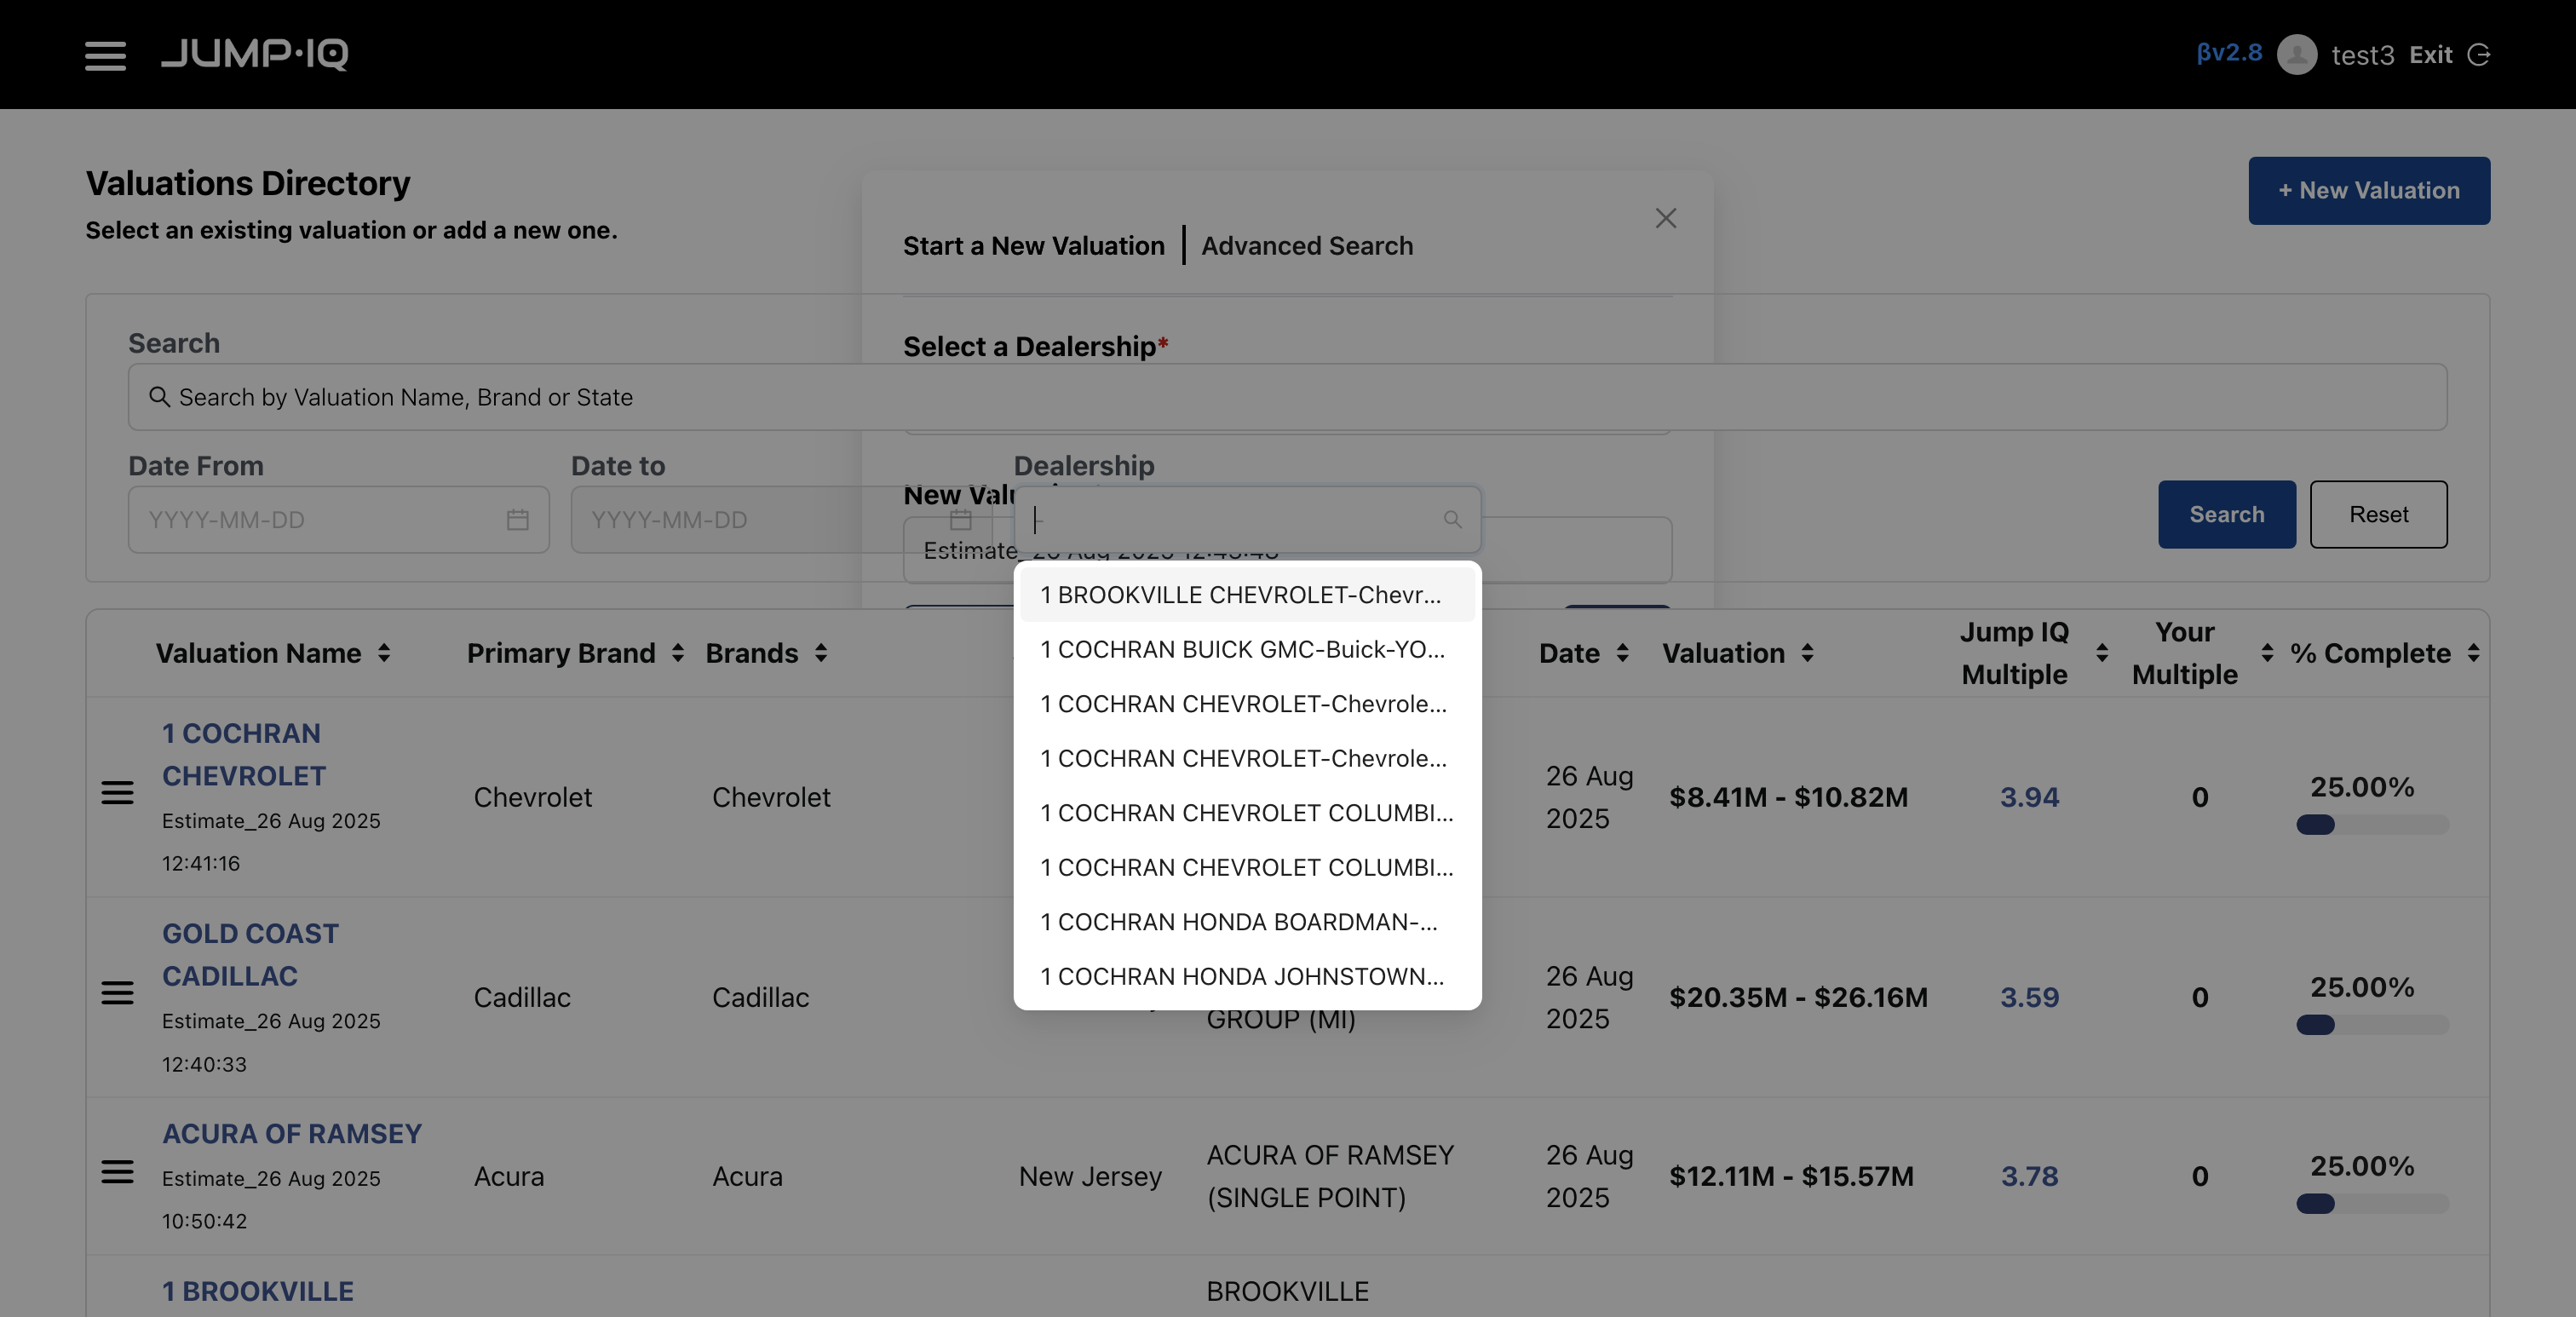 JUMP·IQ
βv2.8 test3 Exit
Valuations Directory
+ New Valuation
Select an existing valuation or add a new one.
Start a New Valuation | Advanced Search
Select a Dealership*
Search
Search by Valuation Name, Brand or State
Date From
Date to
Dealership
YYYY-MM-DD
YYYY-MM-DD
Search
Reset
Estimate_26 Aug 2025 12:43:43
1 BROOKVILLE CHEVROLET-Chevr...
1 COCHRAN BUICK GMC-Buick-YO...
1 COCHRAN CHEVROLET-Chevrole...
1 COCHRAN CHEVROLET-Chevrole...
1 COCHRAN CHEVROLET COLUMBI...
1 COCHRAN CHEVROLET COLUMBI...
1 COCHRAN HONDA BOARDMAN-...
1 COCHRAN HONDA JOHNSTOWN...
Valuation Name Primary Brand Brands Date Valuation Jump IQ Multiple Your Multiple % Complete
1 COCHRAN
CHEVROLET
Estimate_26 Aug 2025
12:41:16
Chevrolet
Chevrolet
26 Aug
2025
$8.41M - $10.82M
3.94
0
25.00%
GOLD COAST
CADILLAC
Estimate_26 Aug 2025
12:40:33
Cadillac
Cadillac
GROUP (MI)
26 Aug
2025
$20.35M - $26.16M
3.59
0
25.00%
ACURA OF RAMSEY
Estimate_26 Aug 2025
10:50:42
Acura
Acura
New Jersey
ACURA OF RAMSEY
(SINGLE POINT)
26 Aug
2025
$12.11M - $15.57M
3.78
0
25.00%
1 BROOKVILLE
BROOKVILLE